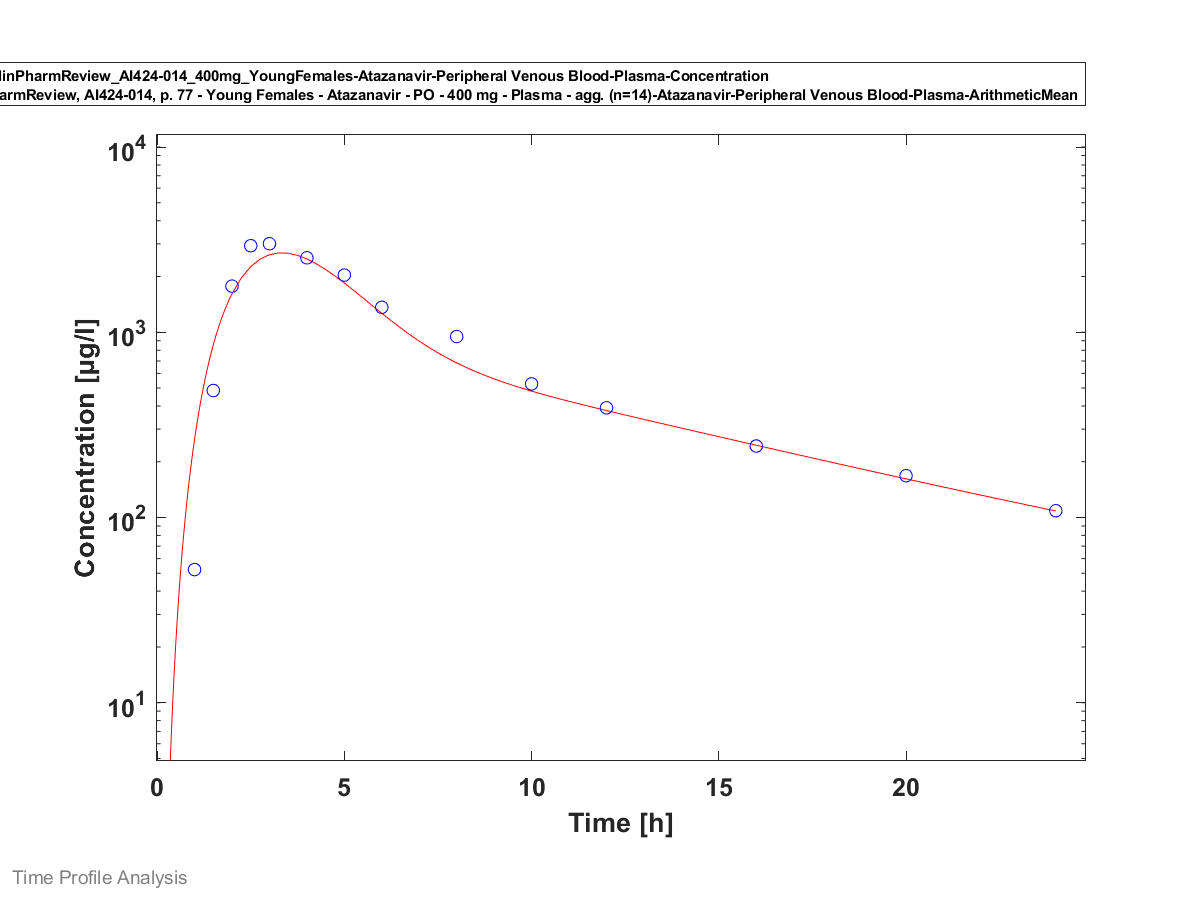 linPharmReview_AI424-014_400mg_YoungFemales-Atazanavir-Peripheral Venous Blood-Plasma-Concentration
armReview, AI424-014, p. 77 - Young Females - Atazanavir - PO - 400 mg - Plasma - agg. (n=14)-Atazanavir-Peripheral Venous Blood-Plasma-ArithmeticMean
10^4
10^3
10^2
10^1
Concentration [µg/l]
0 5 10 15 20
Time [h]
Time Profile Analysis